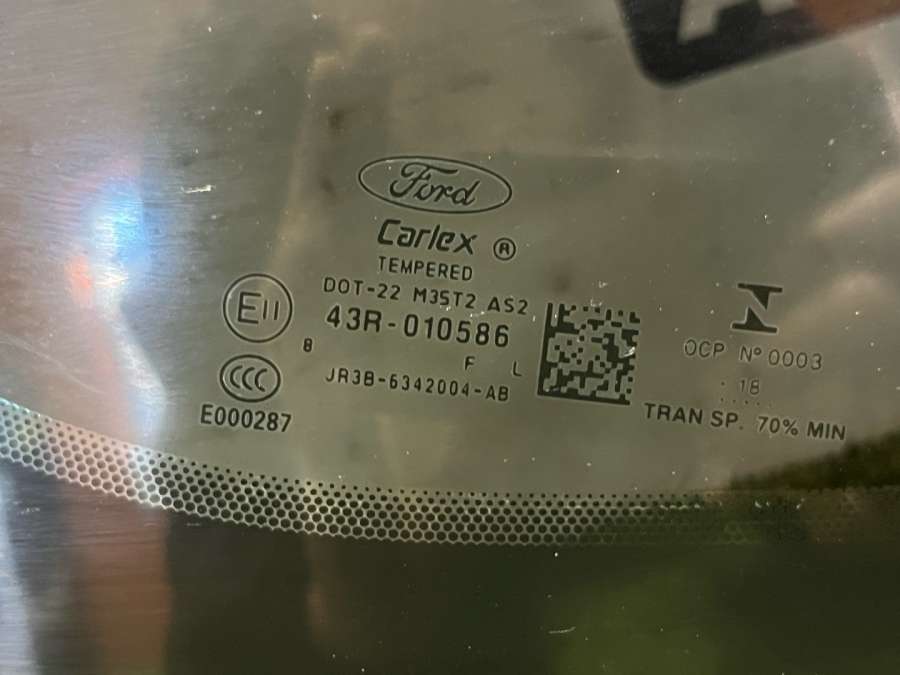 Ford
Carlex ®
TEMPERED
DOT-22 M35T2 AS2
E11
43R-010586
8
F L
CCC
JR3B-6342004-AB
E000287
OCP Nº 0003
. 18
.....
TRAN SP. 70% MIN